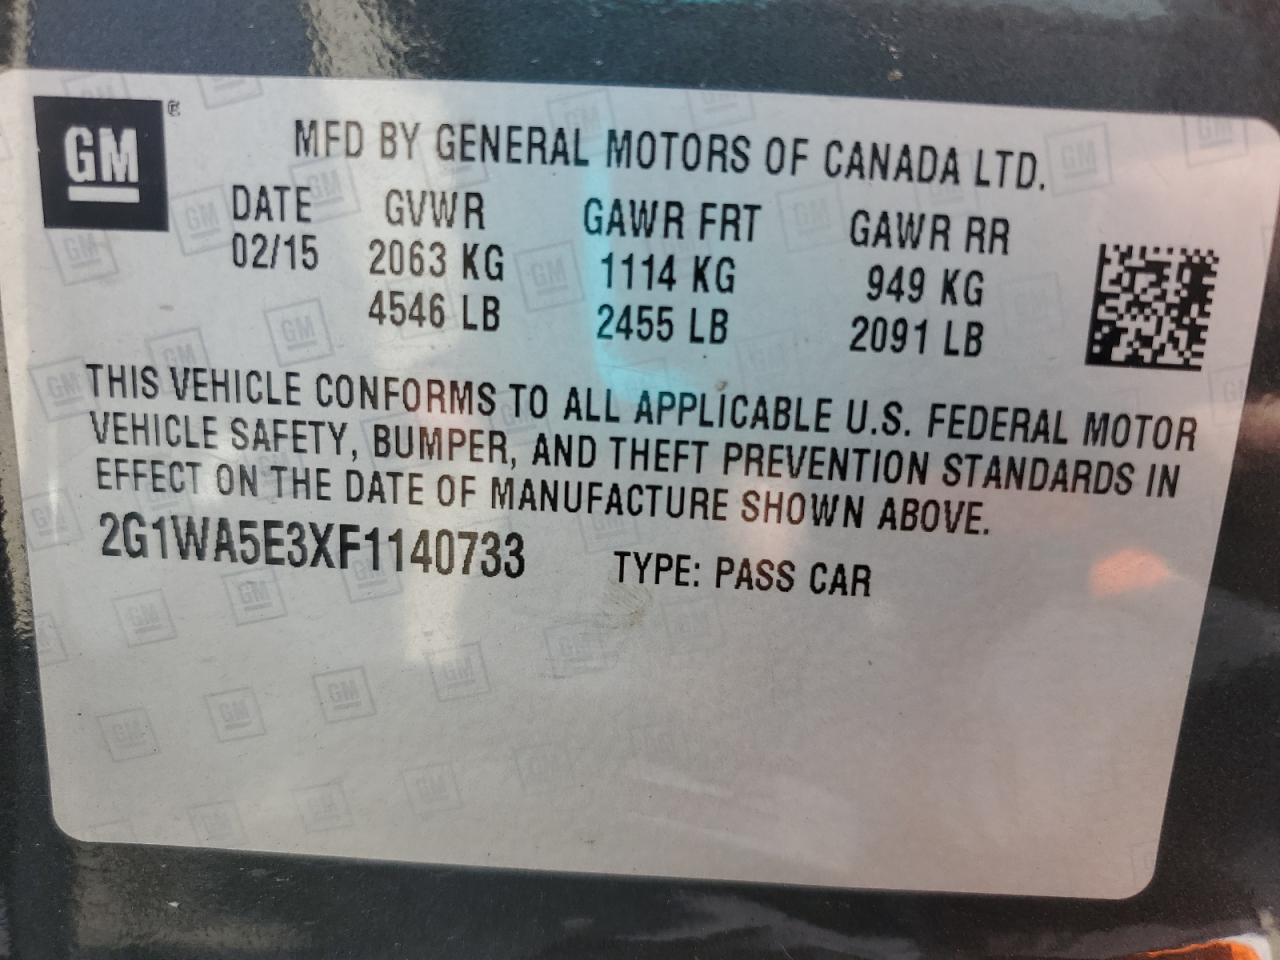 GM ®
MFD BY GENERAL MOTORS OF CANADA LTD.
DATE GVWR GAWR FRT GAWR RR
02/15 2063 KG 1114 KG 949 KG
4546 LB 2455 LB 2091 LB
THIS VEHICLE CONFORMS TO ALL APPLICABLE U.S. FEDERAL MOTOR
VEHICLE SAFETY, BUMPER, AND THEFT PREVENTION STANDARDS IN
EFFECT ON THE DATE OF MANUFACTURE SHOWN ABOVE.
2G1WA5E3XF1140733 TYPE: PASS CAR